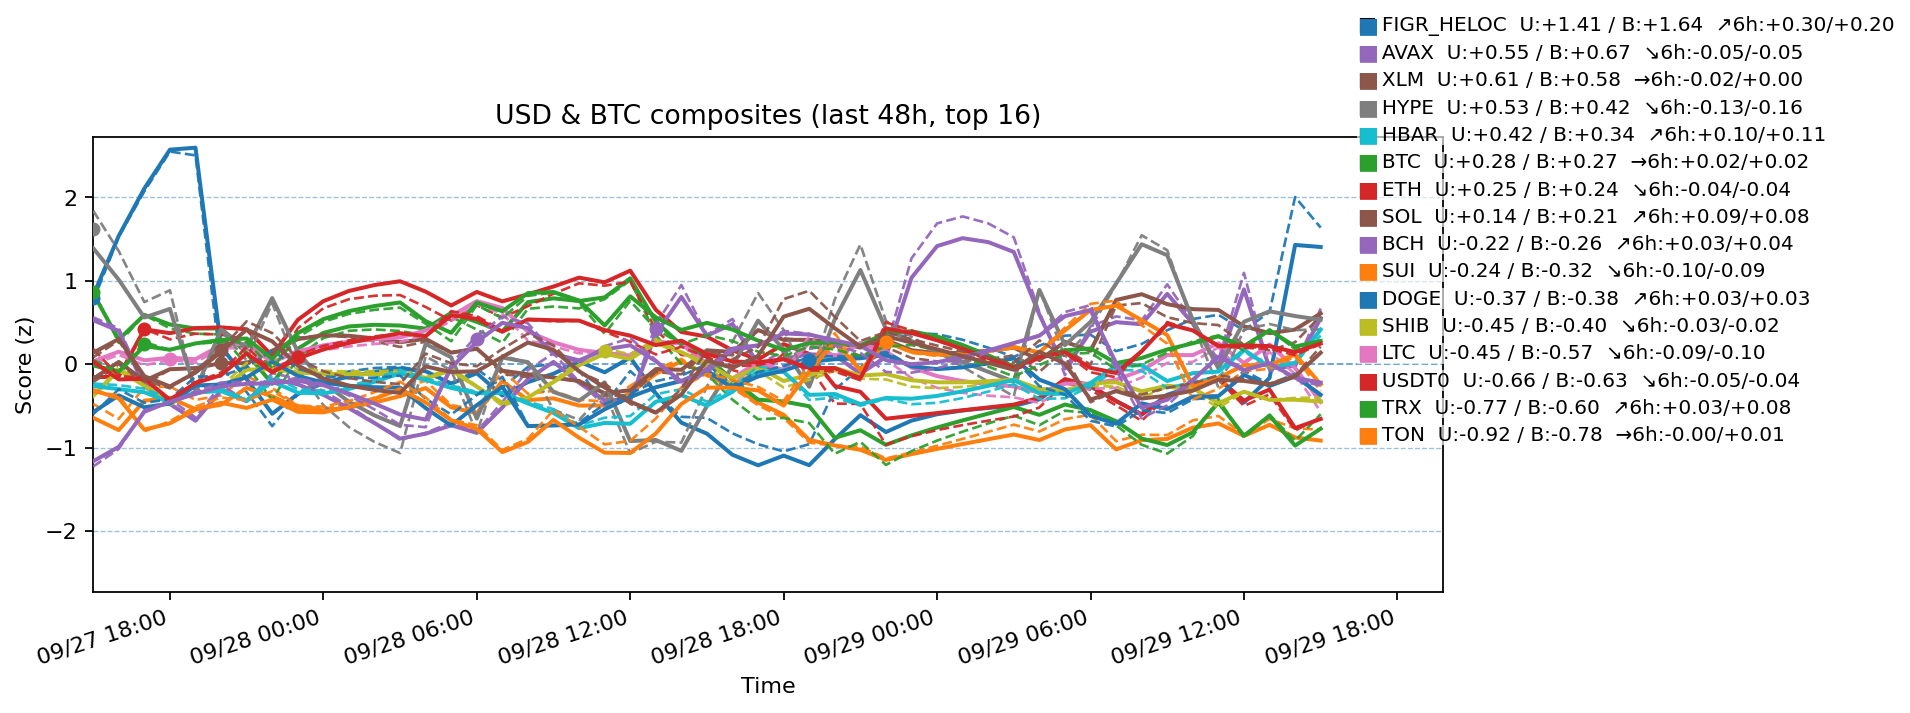 FIGR_HELOC  U:+1.41 / B:+1.64  ↗6h:+0.30/+0.20
AVAX  U:+0.55 / B:+0.67  ↘6h:-0.05/-0.05
XLM  U:+0.61 / B:+0.58  →6h:-0.02/+0.00
HYPE  U:+0.53 / B:+0.42  ↘6h:-0.13/-0.16
HBAR  U:+0.42 / B:+0.34  ↗6h:+0.10/+0.11
BTC  U:+0.28 / B:+0.27  →6h:+0.02/+0.02
ETH  U:+0.25 / B:+0.24  ↘6h:-0.04/-0.04
SOL  U:+0.14 / B:+0.21  ↗6h:+0.09/+0.08
BCH  U:-0.22 / B:-0.26  ↗6h:+0.03/+0.04
SUI  U:-0.24 / B:-0.32  ↘6h:-0.10/-0.09
DOGE  U:-0.37 / B:-0.38  ↗6h:+0.03/+0.03
SHIB  U:-0.45 / B:-0.40  ↘6h:-0.03/-0.02
LTC  U:-0.45 / B:-0.57  ↘6h:-0.09/-0.10
USDT0  U:-0.66 / B:-0.63  ↘6h:-0.05/-0.04
TRX  U:-0.77 / B:-0.60  ↗6h:+0.03/+0.08
TON  U:-0.92 / B:-0.78  →6h:-0.00/+0.01
USD & BTC composites (last 48h, top 16)
Score (z)
2
1
0
−1
−2
09/27 18:00
09/28 00:00
09/28 06:00
09/28 12:00
09/28 18:00
09/29 00:00
09/29 06:00
09/29 12:00
09/29 18:00
Time